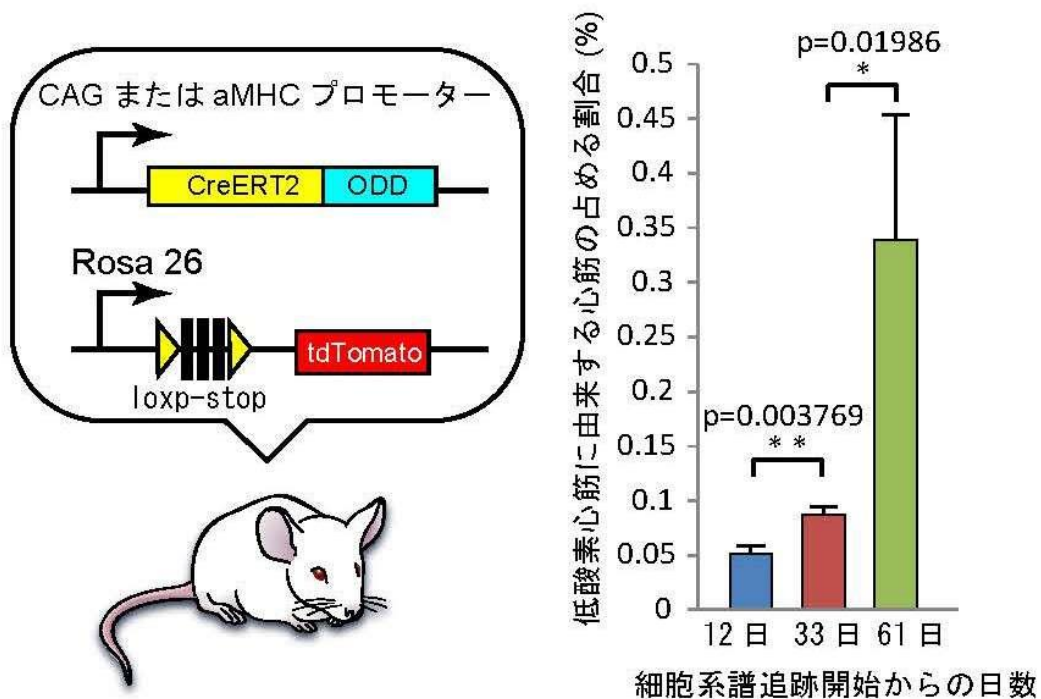 CAG または aMHC プロモーター
CreERT2
ODD
Rosa 26
tdTomato
loxp-stop
低酸素心筋に由来する心筋の占める割合 (%)
p=0.01986
*
p=0.003769
**
0.5
0.45
0.4
0.35
0.3
0.25
0.2
0.15
0.1
0.05
0
12 日
33 日
61 日
細胞系譜追跡開始からの日数